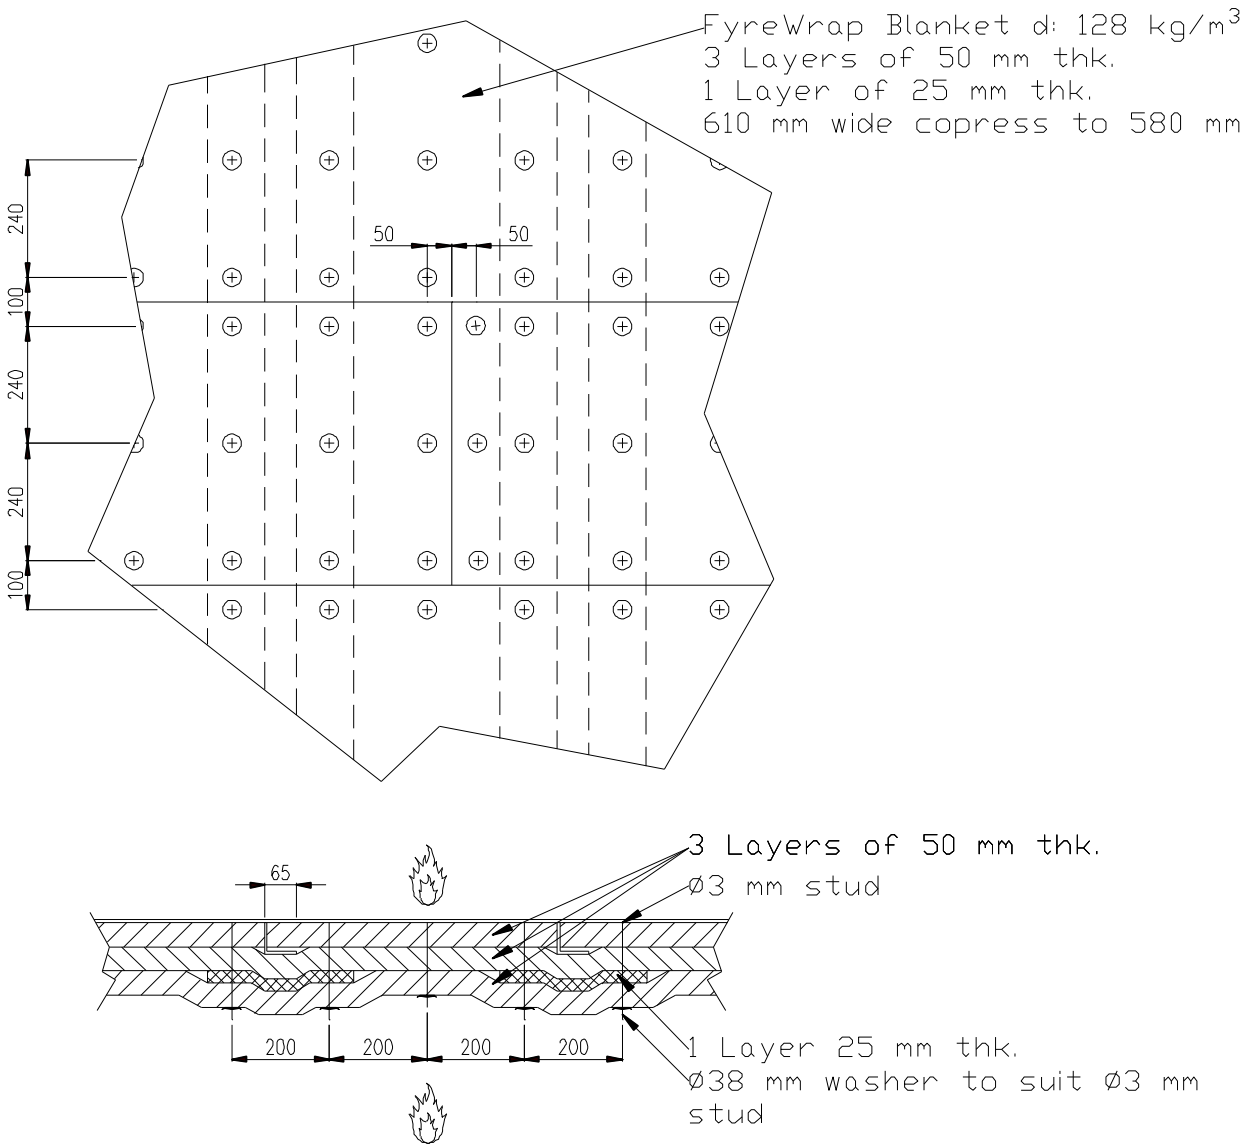 FyreWrap Blanket d: 128 kg/m³
3 Layers of 50 mm thk.
1 Layer of 25 mm thk.
610 mm wide copress to 580 mm
240
100
240
240
100
50
50
65
3 Layers of 50 mm thk.
Ø3 mm stud
200
200
200
200
1 Layer 25 mm thk.
Ø38 mm washer to suit Ø3 mm
stud